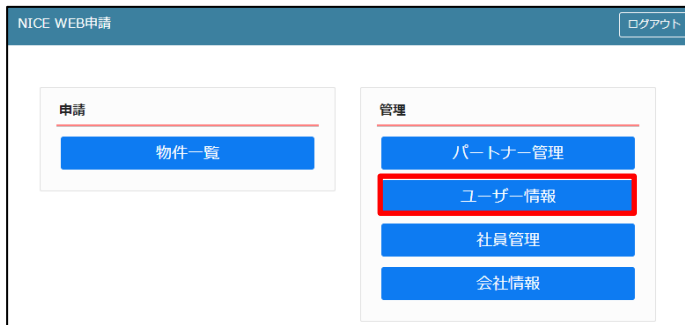 NICE WEB申請
ログアウト
申請
物件一覧
管理
パートナー管理
ユーザー情報
社員管理
会社情報